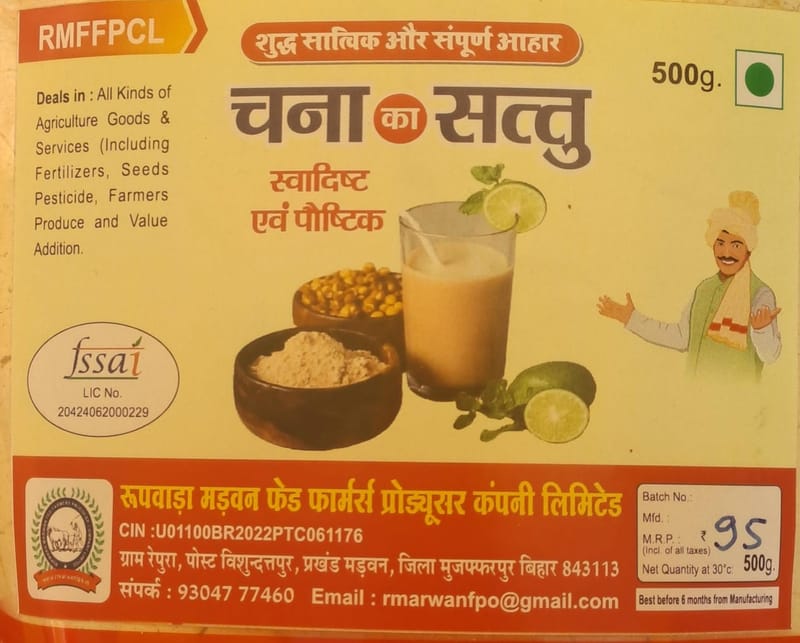 RMFFPCL
शुद्ध सात्विक और संपूर्ण आहार
500g.
Deals in : All Kinds of
Agriculture Goods &
Services (Including
Fertilizers, Seeds
Pesticide, Farmers
Produce and Value
Addition.
चना का सत्तु
स्वादिष्ट
एवं पौष्टिक
fssai
LIC No.
20424062000229
रूपवाड़ा मड़वन फेड फार्मर्स प्रोड्यूसर कंपनी लिमिटेड
CIN :U01100BR2022PTC061176
ग्राम रेपुरा, पोस्ट विशुन्दत्तपुर, प्रखंड मड़वन, जिला मुजफ्फरपुर बिहार 843113
संपर्क : 93047 77460 Email : rmarwanfpo@gmail.com
Batch No.:
Mfd. :
M.R.P. : ₹ 95
(Incl. of all taxes)
Net Quantity at 30°c: 500g.
Best before 6 months from Manufacturing